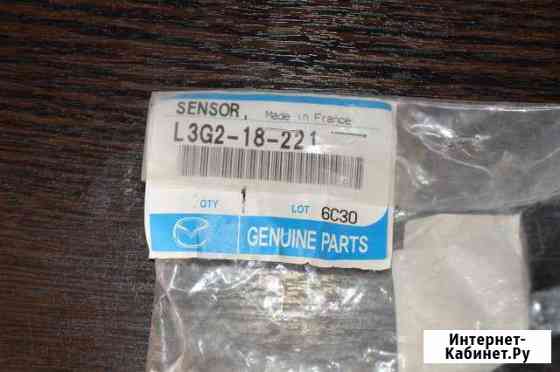 SENSOR, Made in France
L3G2-18-221
QTY 1 LOT 6C30
GENUINE PARTS
Интернет-
Кабинет.Ру